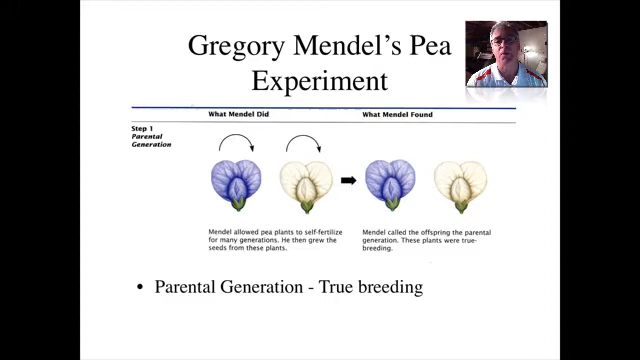 Gregory Mendel's Pea
Experiment
What Mendel Did
What Mendel Found
Step 1
Parental
Generation
Mendel allowed pea plants to self-fertilize
for many generations. He then grew the
seeds from these plants.
Mendel called the offspring the parental
generation. These plants were true-
breeding.
• Parental Generation - True breeding